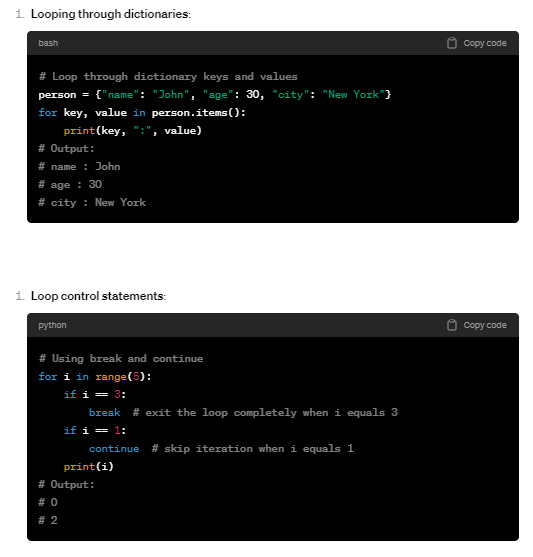 1. Looping through dictionaries:
bash Copy code
# Loop through dictionary keys and values
person = {"name": "John", "age": 30, "city": "New York"}
for key, value in person.items():
    print(key, ":", value)
# Output:
# name : John
# age : 30
# city : New York
1. Loop control statements:
python Copy code
# Using break and continue
for i in range(5):
    if i == 3:
        break  # exit the loop completely when i equals 3
    if i == 1:
        continue  # skip iteration when i equals 1
    print(i)
# Output:
# 0
# 2